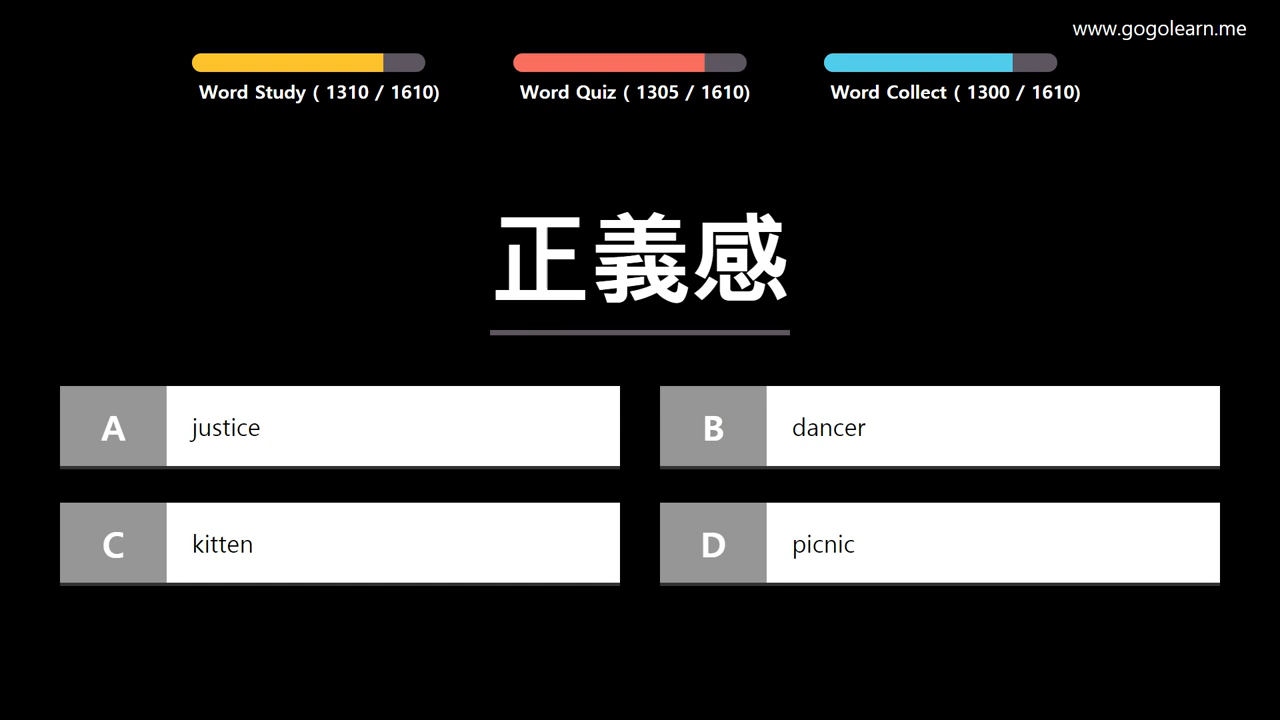 www.gogolearn.me
Word Study ( 1310 / 1610)
Word Quiz ( 1305 / 1610)
Word Collect ( 1300 / 1610)
正義感
A justice
B dancer
C kitten
D picnic